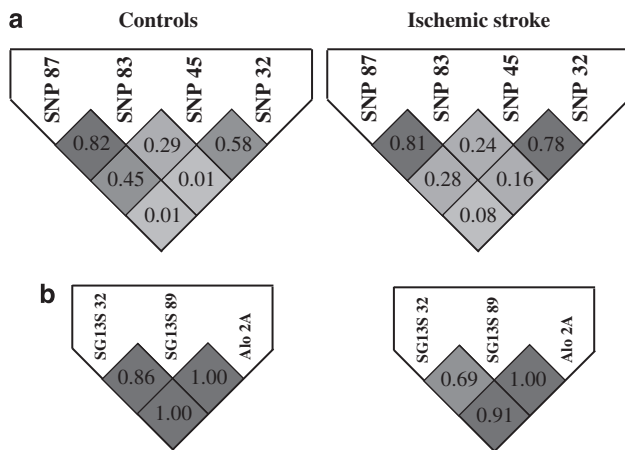 a
Controls
Ischemic stroke
SNP 87
SNP 83
SNP 45
SNP 32
0.82
0.29
0.58
0.45
0.01
0.01
SNP 87
SNP 83
SNP 45
SNP 32
0.81
0.24
0.78
0.28
0.16
0.08
b
SG13S 32
SG13S 89
Alo 2A
0.86
1.00
1.00
SG13S 32
SG13S 89
Alo 2A
0.69
1.00
0.91